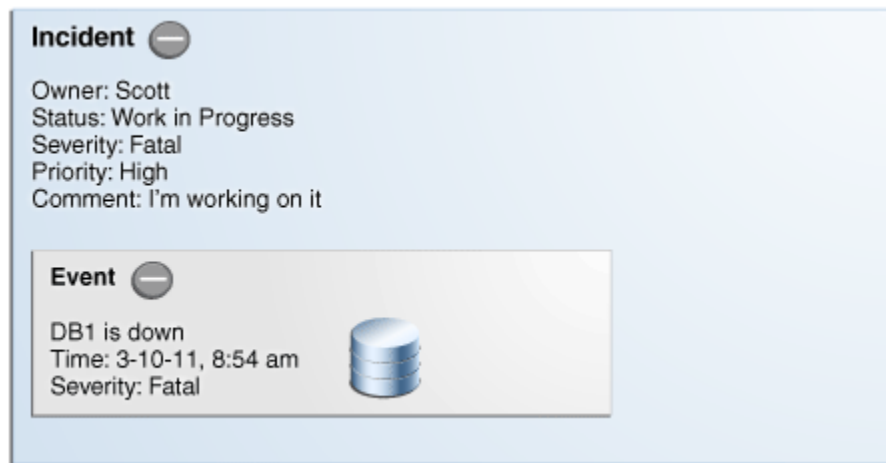 Incident
Owner: Scott
Status: Work in Progress
Severity: Fatal
Priority: High
Comment: I'm working on it
Event
DB1 is down
Time: 3-10-11, 8:54 am
Severity: Fatal